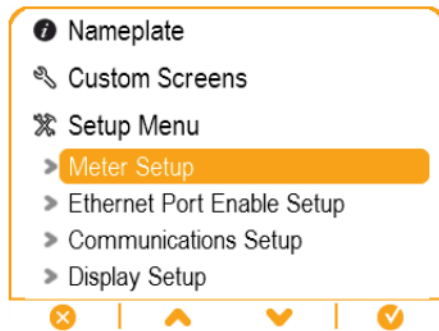 Nameplate
Custom Screens
Setup Menu
Meter Setup
Ethernet Port Enable Setup
Communications Setup
Display Setup